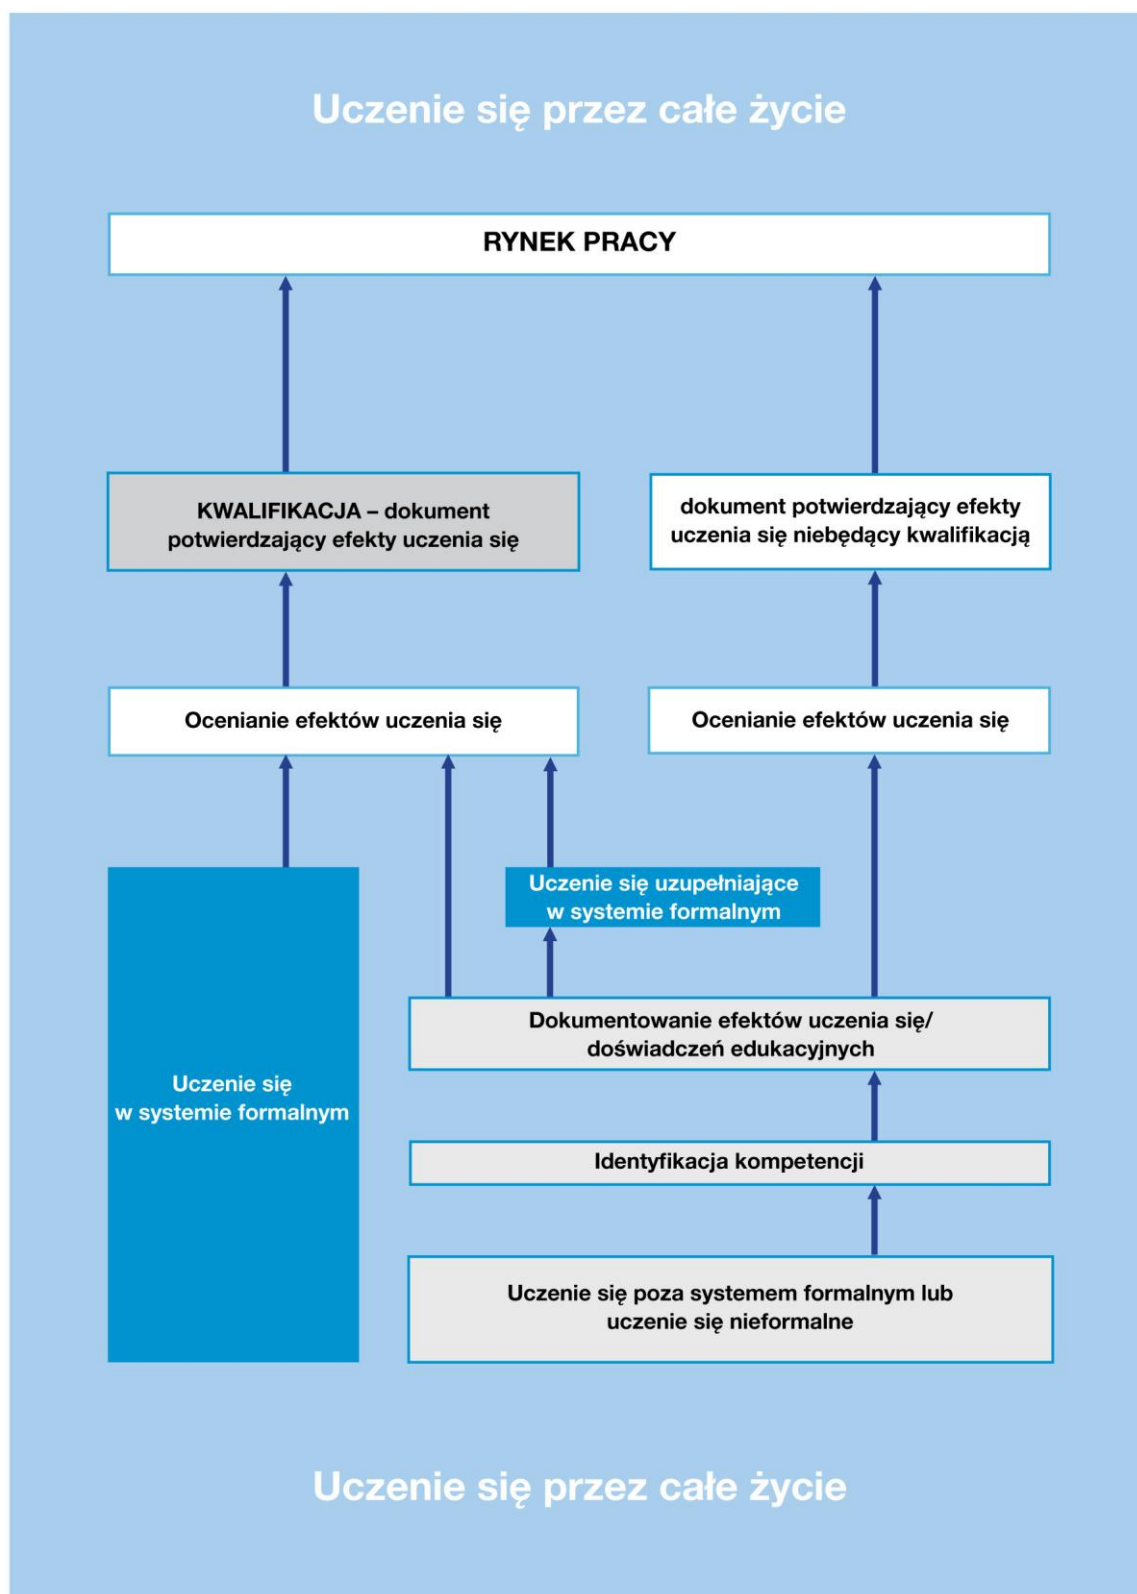 Uczenie się przez całe życie
RYNEK PRACY
KWALIFIKACJA – dokument
potwierdzający efekty uczenia się
dokument potwierdzający efekty
uczenia się niebędący kwalifikacją
Ocenianie efektów uczenia się
Ocenianie efektów uczenia się
Uczenie się uzupełniające
w systemie formalnym
Dokumentowanie efektów uczenia się/
doświadczeń edukacyjnych
Uczenie się
w systemie formalnym
Identyfikacja kompetencji
Uczenie się poza systemem formalnym lub
uczenie się nieformalne
Uczenie się przez całe życie